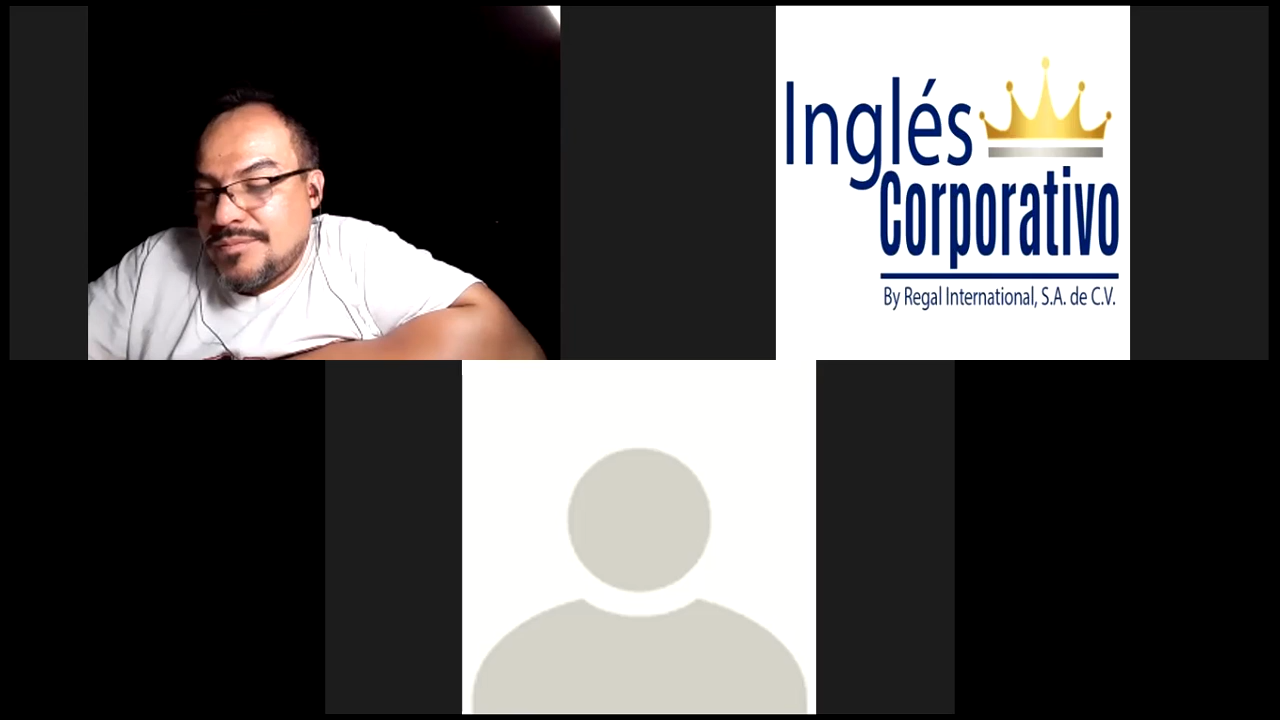 Inglés
Corporativo
By Regal International, S.A. de C.V.